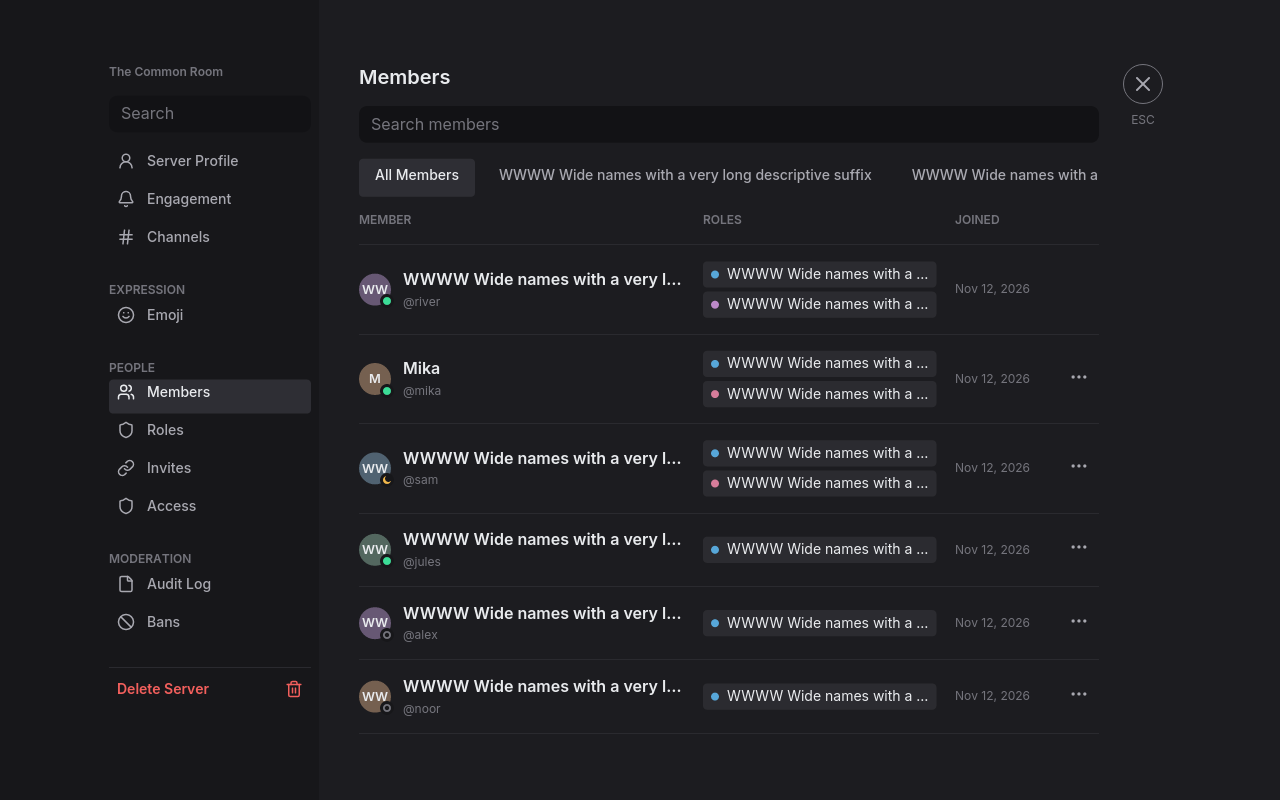 The Common Room
Search
Server Profile
Engagement
Channels
EXPRESSION
Emoji
PEOPLE
Members
Roles
Invites
Access
MODERATION
Audit Log
Bans
Delete Server
Members
ESC
Search members
All Members WWWW Wide names with a very long descriptive suffix WWWW Wide names with a
MEMBER ROLES JOINED
WW WWWW Wide names with a very l...
@river
WWWW Wide names with a ...
WWWW Wide names with a ...
Nov 12, 2026
M Mika
@mika
WWWW Wide names with a ...
WWWW Wide names with a ...
Nov 12, 2026
WW WWWW Wide names with a very l...
@sam
WWWW Wide names with a ...
WWWW Wide names with a ...
Nov 12, 2026
WW WWWW Wide names with a very l...
@jules
WWWW Wide names with a ...
Nov 12, 2026
WW WWWW Wide names with a very l...
@alex
WWWW Wide names with a ...
Nov 12, 2026
WW WWWW Wide names with a very l...
@noor
WWWW Wide names with a ...
Nov 12, 2026